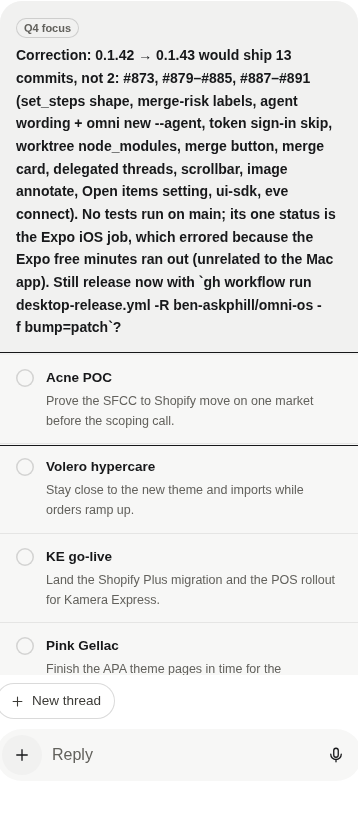 Q4 focus
Correction: 0.1.42 → 0.1.43 would ship 13
commits, not 2: #873, #879–#885, #887–#891
(set_steps shape, merge-risk labels, agent
wording + omni new --agent, token sign-in skip,
worktree node_modules, merge button, merge
card, delegated threads, scrollbar, image
annotate, Open items setting, ui-sdk, eve
connect). No tests run on main; its one status is
the Expo iOS job, which errored because the
Expo free minutes ran out (unrelated to the Mac
app). Still release now with `gh workflow run
desktop-release.yml -R ben-askphill/omni-os -
f bump=patch`?
Acne POC
Prove the SFCC to Shopify move on one market
before the scoping call.
Volero hypercare
Stay close to the new theme and imports while
orders ramp up.
KE go-live
Land the Shopify Plus migration and the POS rollout
for Kamera Express.
Pink Gellac
Finish the APA theme pages in time for the
New thread
Reply